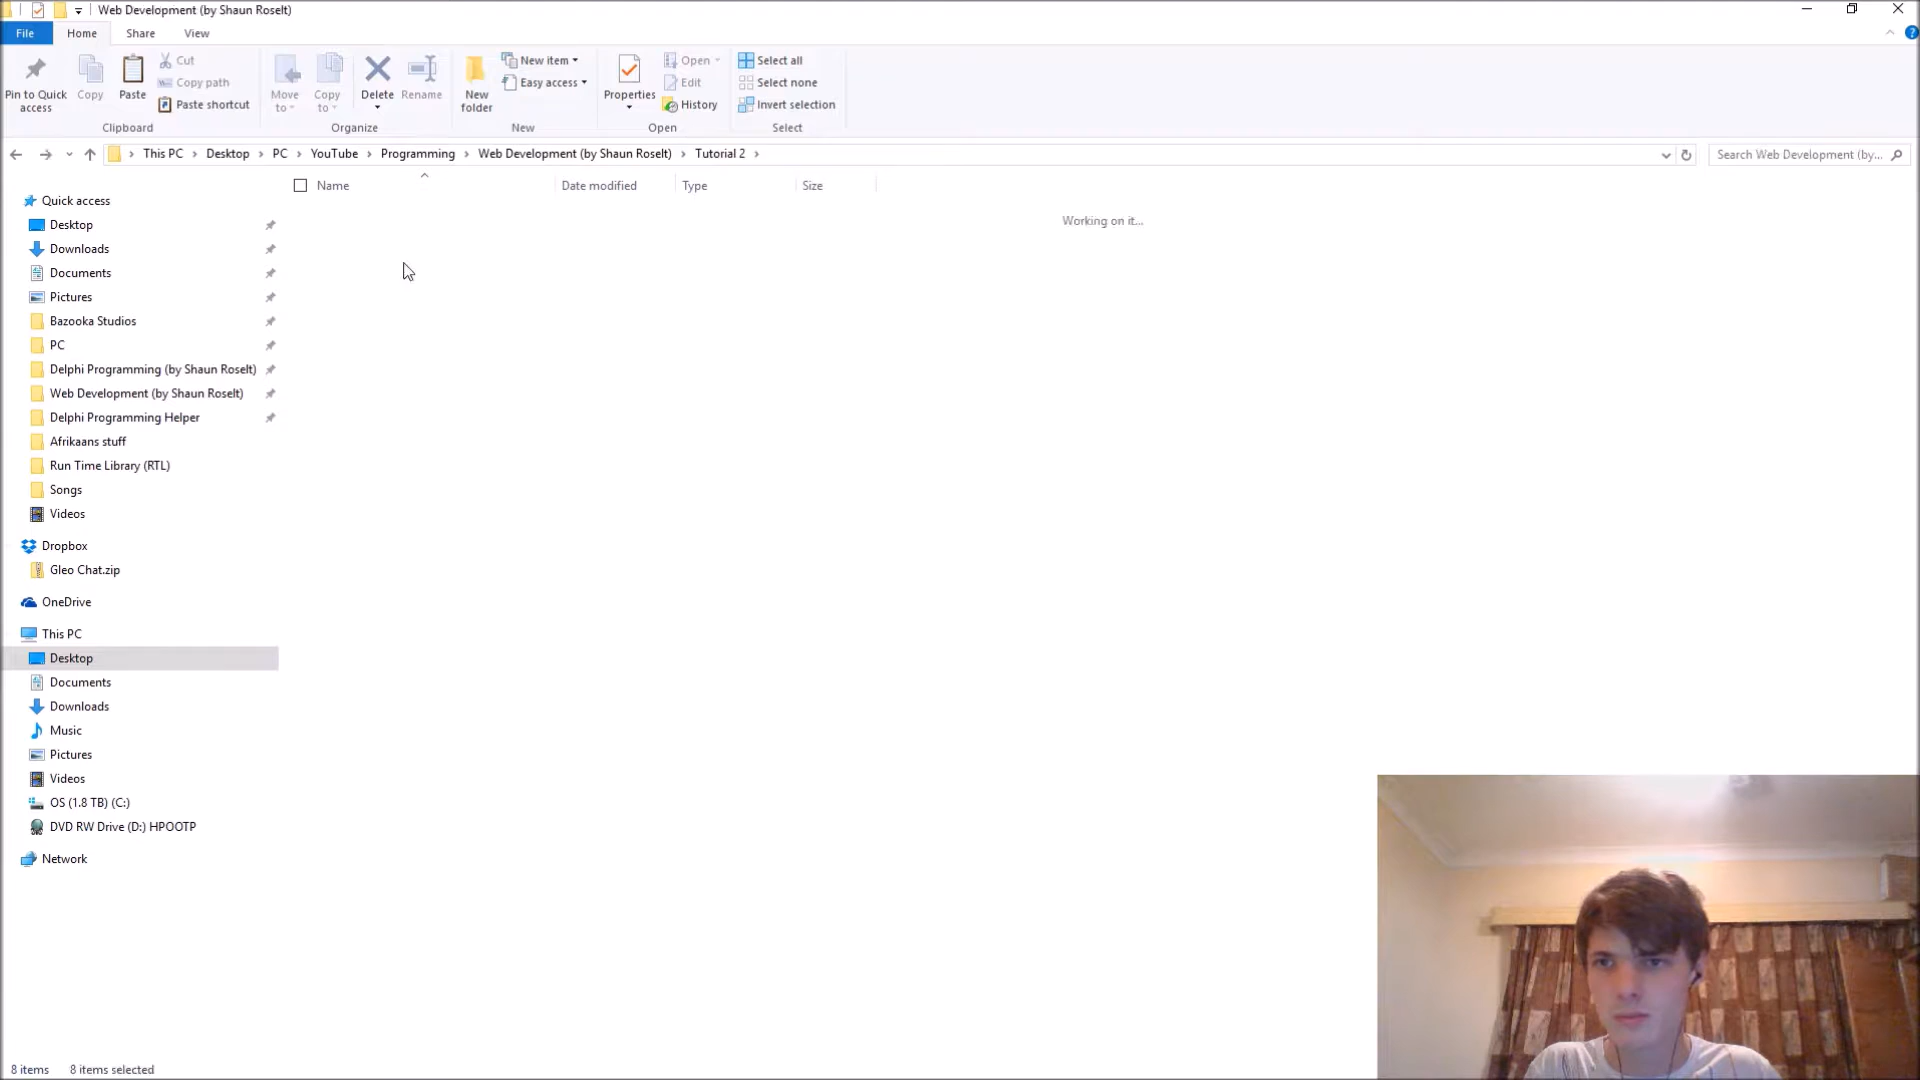 Web Development (by Shaun Roselt)
File Home Share View
Pin to Quick access
Copy
Paste
Cut
Copy path
Paste shortcut
Clipboard
Move to
Copy to
Delete
Rename
Organize
New folder
New item
Easy access
New
Properties
Open
Edit
History
Open
Select all
Select none
Invert selection
Select
This PC > Desktop > PC > YouTube > Programming > Web Development (by Shaun Roselt) > Tutorial 2 >
Search Web Development (by...
Name Date modified Type Size
Working on it...
Quick access
Desktop
Downloads
Documents
Pictures
Bazooka Studios
PC
Delphi Programming (by Shaun Roselt)
Web Development (by Shaun Roselt)
Delphi Programming Helper
Afrikaans stuff
Run Time Library (RTL)
Songs
Videos
Dropbox
Gleo Chat.zip
OneDrive
This PC
Desktop
Documents
Downloads
Music
Pictures
Videos
OS (1.8 TB) (C:)
DVD RW Drive (D:) HPOOTP
Network
8 items 8 items selected